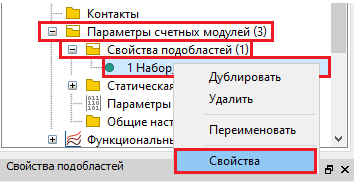 Контакты
Параметры счетных модулей (3)
Свойства подобластей (1)
1 Набор
Дублировать
Удалить
Переименовать
Свойства
Статическая
Параметры
Общие наст
Функциональны
Свойства подобластей